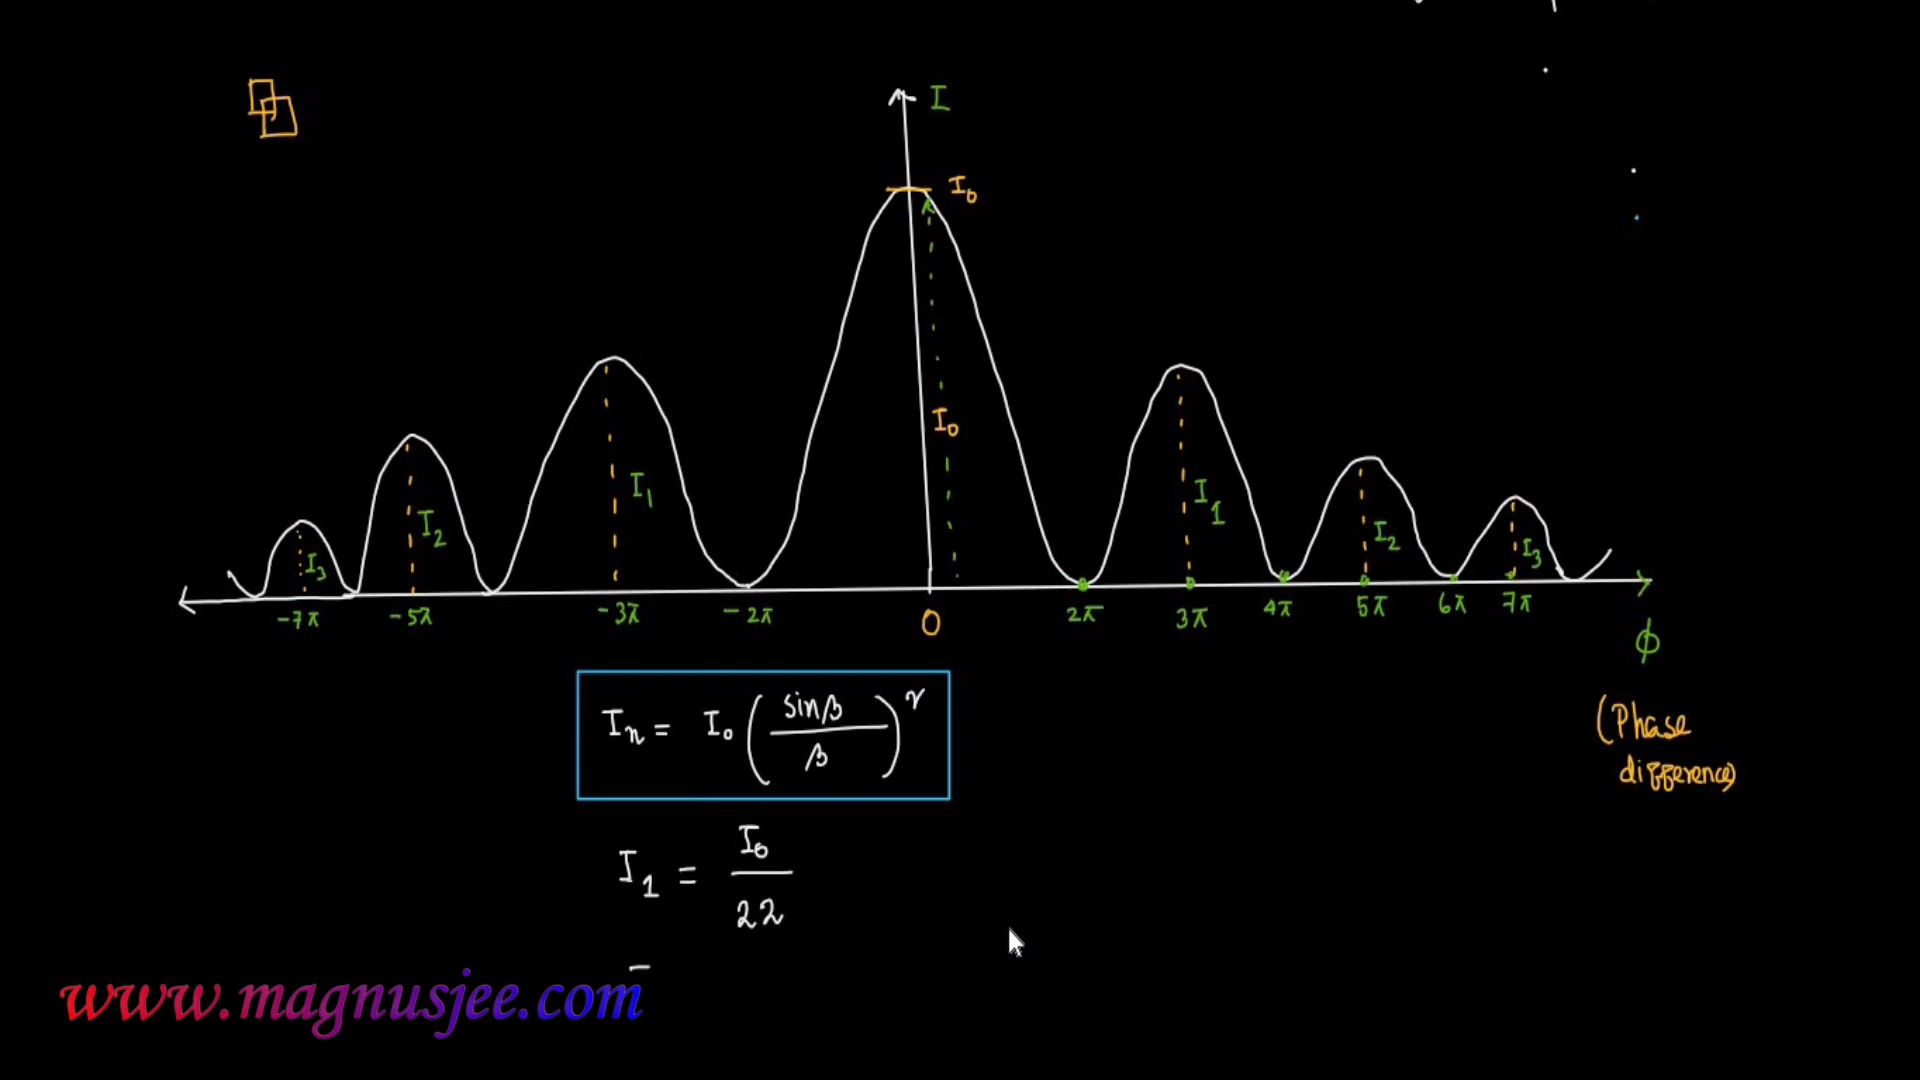 I
I₀
I₀
I₁
I₁
I₂
I₂
I₃
I₃
-7π -5π -3π -2π 0 2π 3π 4π 5π 6π 7π
ϕ
(Phase
difference)
Iₙ = I₀ (sinβ/β)²
I₁ = I₀/22
www.magnusjee.com